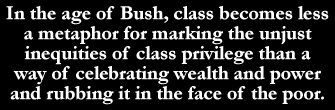 In the age of Bush, class becomes less
a metaphor for marking the unjust
inequities of class privilege than a
way of celebrating wealth and power
and rubbing it in the face of the poor.